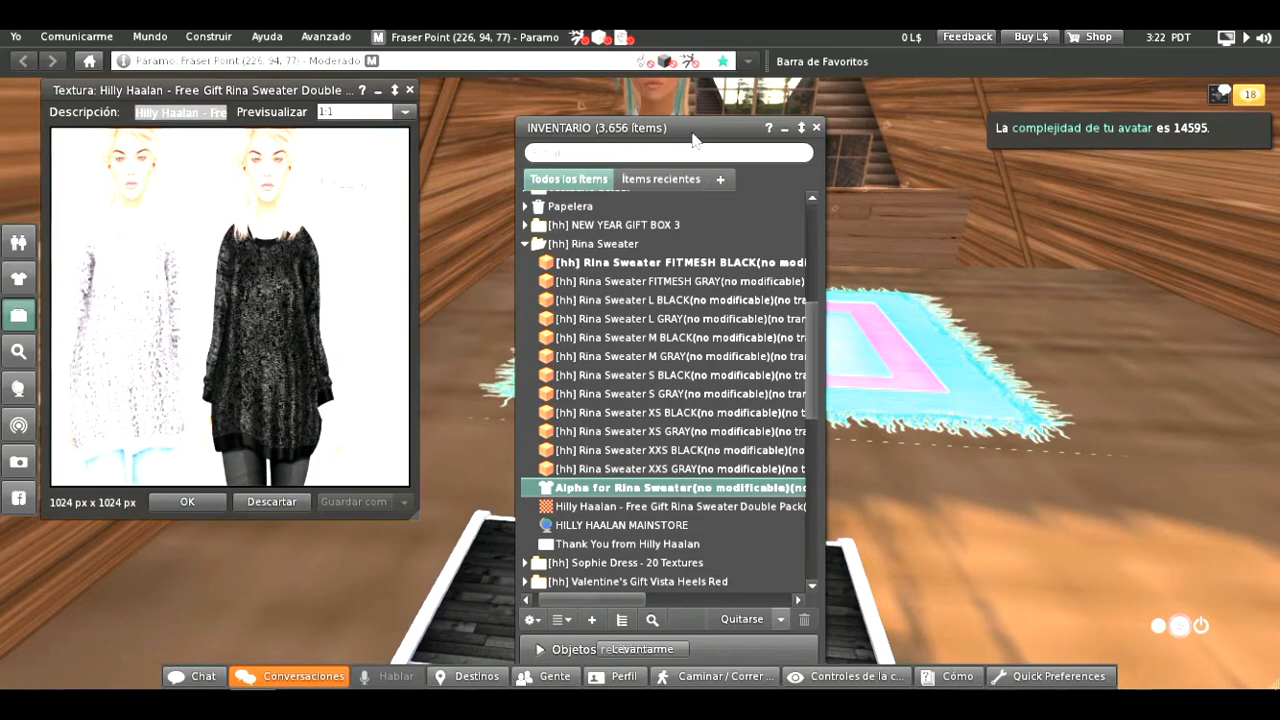 Yo Comunicarme Mundo Construir Ayuda Avanzado M Fraser Point (226, 94, 77) - Paramo 0 L$ Feedback Buy L$ Shop 3:22 PDT
Paramo, Fraser Point (226, 94, 77) - Moderado M Barra de Favoritos
Textura: Hilly Haalan - Free Gift Rina Sweater Double ... ?
Descripción: Hilly Haalan - Fre Previsualizar 1:1
1024 px x 1024 px OK Descartar Guardar com
INVENTARIO (3,656 ítems) ?
Todos los ítems Ítems recientes +
Papelera
[hh] NEW YEAR GIFT BOX 3
[hh] Rina Sweater
[hh] Rina Sweater FITMESH BLACK(no modi
[hh] Rina Sweater FITMESH GRAY(no modificable)
[hh] Rina Sweater L BLACK(no modificable)(no tra
[hh] Rina Sweater L GRAY(no modificable)(no tran
[hh] Rina Sweater M BLACK(no modificable)(no tr
[hh] Rina Sweater M GRAY(no modificable)(no tra
[hh] Rina Sweater S BLACK(no modificable)(no tra
[hh] Rina Sweater S GRAY(no modificable)(no tran
[hh] Rina Sweater XS BLACK(no modificable)(no t
[hh] Rina Sweater XS GRAY(no modificable)(no tr
[hh] Rina Sweater XXS BLACK(no modificable)(no
[hh] Rina Sweater XXS GRAY(no modificable)(no t
Alpha for Rina Sweater(no modificable)(no
Hilly Haalan - Free Gift Rina Sweater Double Pack(
HILLY HAALAN MAINSTORE
Thank You from Hilly Haalan
[hh] Sophie Dress - 20 Textures
[hh] Valentine's Gift Vista Heels Red
Quitarse
Objetos re
Levantarme
18
La complejidad de tu avatar es 14595.
Chat Conversaciones Hablar Destinos Gente Perfil Caminar / Correr ... Controles de la c... Cómo Quick Preferences